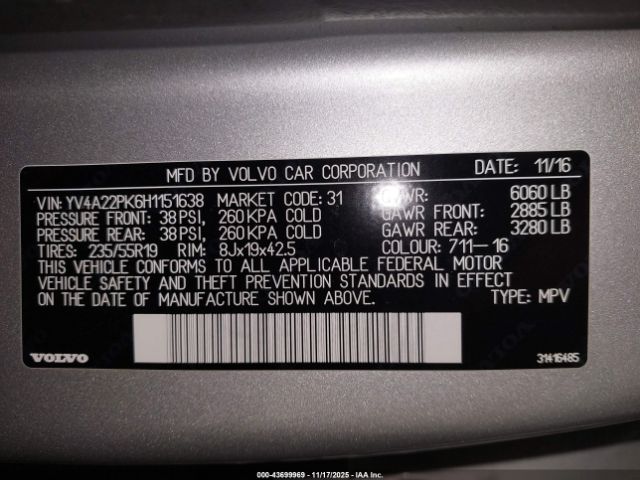 MFD BY VOLVO CAR CORPORATION DATE: 11/16
VIN: YV4A22PK6H1151638 MARKET CODE: 31 GVWR: 6060 LB
PRESSURE FRONT: 38 PSI, 260 KPA COLD GAWR FRONT: 2885 LB
PRESSURE REAR: 38 PSI, 260 KPA COLD GAWR REAR: 3280 LB
TIRES: 235/55R19 RIM: 8Jx19x42.5 COLOUR: 711-16
THIS VEHICLE CONFORMS TO ALL APPLICABLE FEDERAL MOTOR
VEHICLE SAFETY AND THEFT PREVENTION STANDARDS IN EFFECT
ON THE DATE OF MANUFACTURE SHOWN ABOVE. TYPE: MPV
VOLVO 31416485
000-43699969 - 11/17/2025 - IAA Inc.